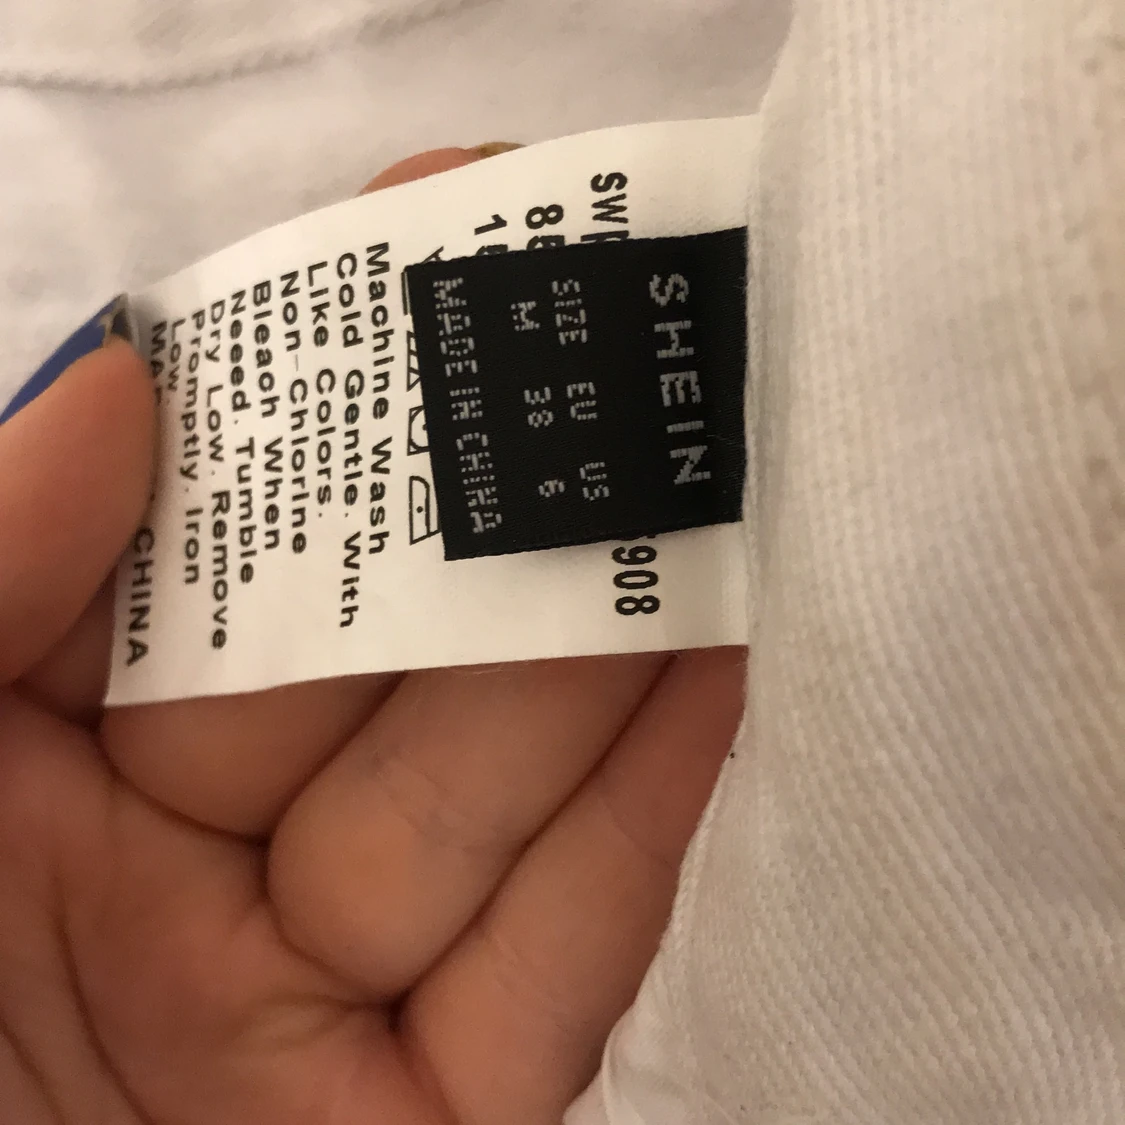 SHEIN
SIZE EU US
M 38 6
MADE IN CHINA
908
Machine Wash
Cold Gentle. With
Like Colors.
Non-Chlorine
Bleach When
Need. Tumble
Dry Low. Remove
Promptly. Iron
Low.
CHINA